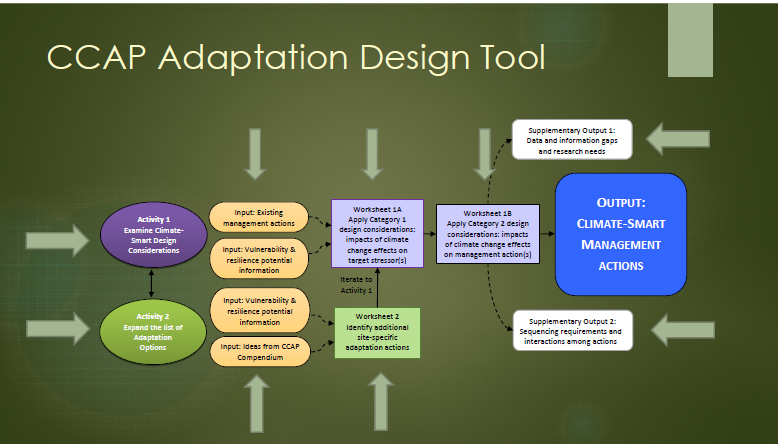 CCAP Adaptation Design Tool
Supplementary Output 1:
Data and information gaps
and research needs
Activity 1
Examine Climate-
Smart Design
Considerations
Input: Existing
management actions
Input: Vulnerability &
resilience potential
information
Worksheet 1A
Apply Category 1
design considerations:
impacts of climate
change effects on
target stressor(s)
Worksheet 1B
Apply Category 2 design
considerations: impacts
of climate change effects
on management action(s)
OUTPUT:
CLIMATE-SMART
MANAGEMENT
ACTIONS
Iterate to
Activity 1
Activity 2
Expand the list of
Adaptation
Options
Input: Vulnerability &
resilience potential
information
Input: Ideas from CCAP
Compendium
Worksheet 2
Identify additional
site-specific
adaptation actions
Supplementary Output 2:
Sequencing requirements and
interactions among actions